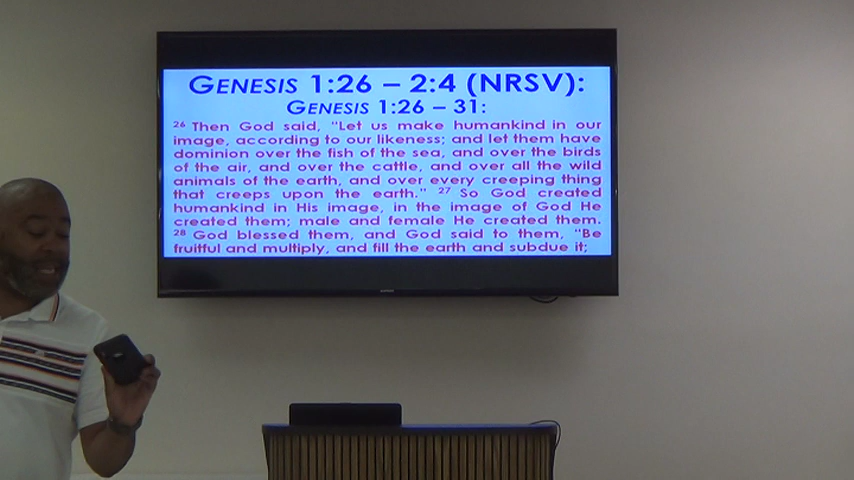 GENESIS 1:26 – 2:4 (NRSV):
GENESIS 1:26 – 31:
26 Then God said, "Let us make humankind in our
image, according to our likeness; and let them have
dominion over the fish of the sea, and over the birds
of the air, and over the cattle, and over all the wild
animals of the earth, and over every creeping thing
that creeps upon the earth." 27 So God created
humankind in His image, in the image of God He
created them; male and female He created them.
28 God blessed them, and God said to them, "Be
fruitful and multiply, and fill the earth and subdue it;